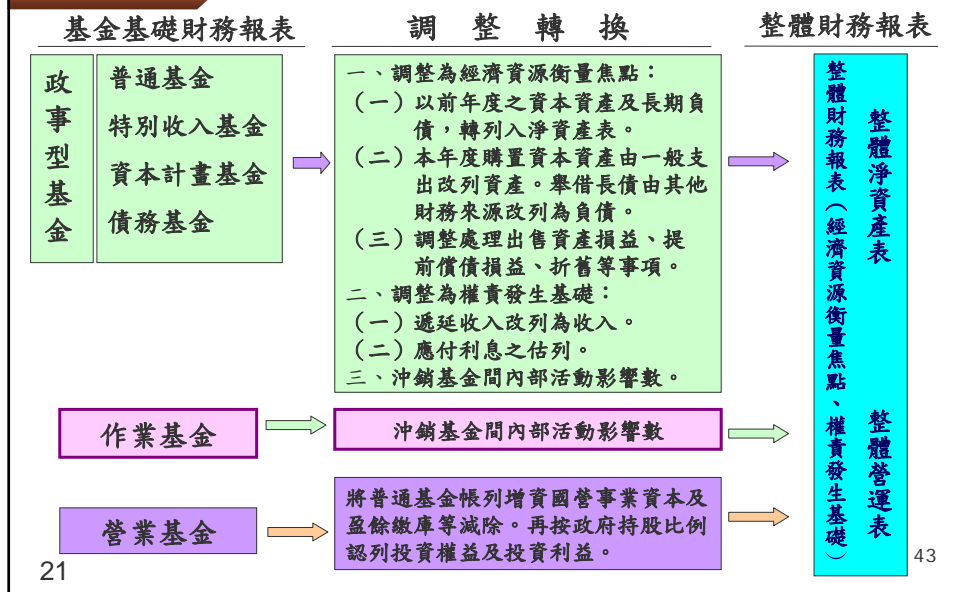 基金基礎財務報表
調整轉換
整體財務報表
政事型基金
普通基金
特別收入基金
資本計畫基金
債務基金
一、調整為經濟資源衡量焦點：
（一）以前年度之資本資產及長期負
債，轉列入淨資產表。
（二）本年度購置資本資產由一般支
出改列資產。舉借長債由其他
財務來源改列為負債。
（三）調整處理出售資產損益、提
前償債損益、折舊等事項。
二、調整為權責發生基礎：
（一）遞延收入改列為收入。
（二）應付利息之估列。
三、沖銷基金間內部活動影響數。
作業基金
沖銷基金間內部活動影響數
營業基金
將普通基金帳列增資國營事業資本及
盈餘繳庫等減除。再按政府持股比例
認列投資權益及投資利益。
整體財務報表（經濟資源衡量焦點、權責發生基礎）
整體淨資產表
整體營運表
43
21